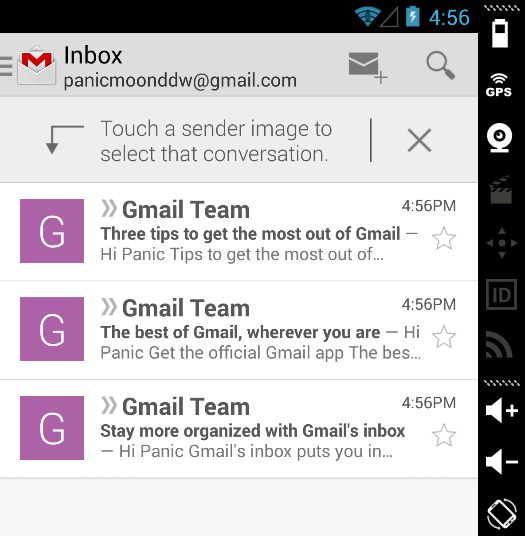 4:56
Inbox
panicmoonddw@gmail.com
GPS
Touch a sender image to
select that conversation.
G
Gmail Team
4:56PM
Three tips to get the most out of Gmail —
Hi Panic Tips to get the most out of…
ID
G
Gmail Team
4:56PM
The best of Gmail, wherever you are — Hi
Panic Get the official Gmail app The bes…
G
Gmail Team
4:56PM
Stay more organized with Gmail's inbox
— Hi Panic Gmail's inbox puts you in…